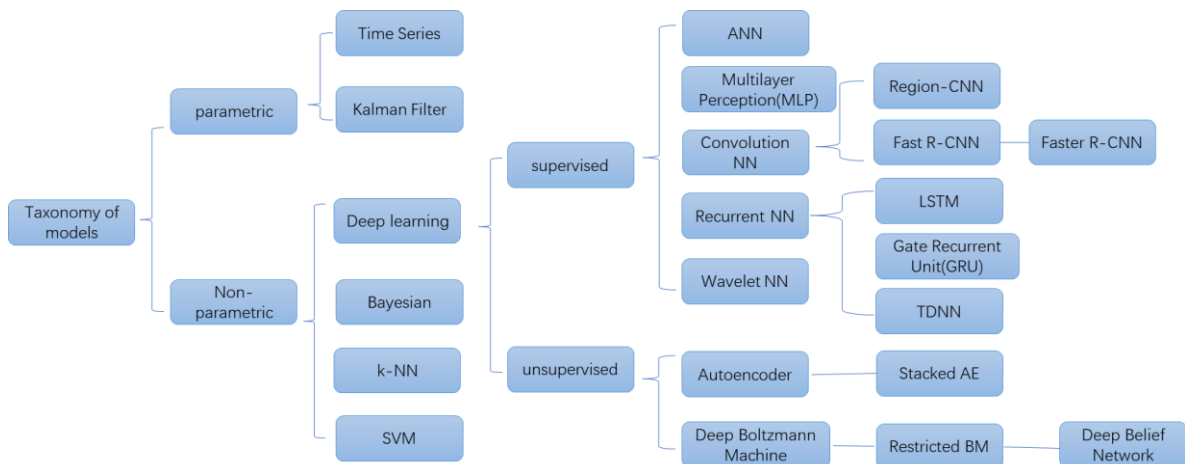 Taxonomy of
models
parametric
Time Series
Kalman Filter
Non-
parametric
Deep learning
Bayesian
k-NN
SVM
supervised
ANN
Multilayer
Perception(MLP)
Convolution
NN
Region-CNN
Fast R-CNN
Faster R-CNN
Recurrent NN
LSTM
Gate Recurrent
Unit(GRU)
TDNN
Wavelet NN
unsupervised
Autoencoder
Stacked AE
Deep Boltzmann
Machine
Restricted BM
Deep Belief
Network